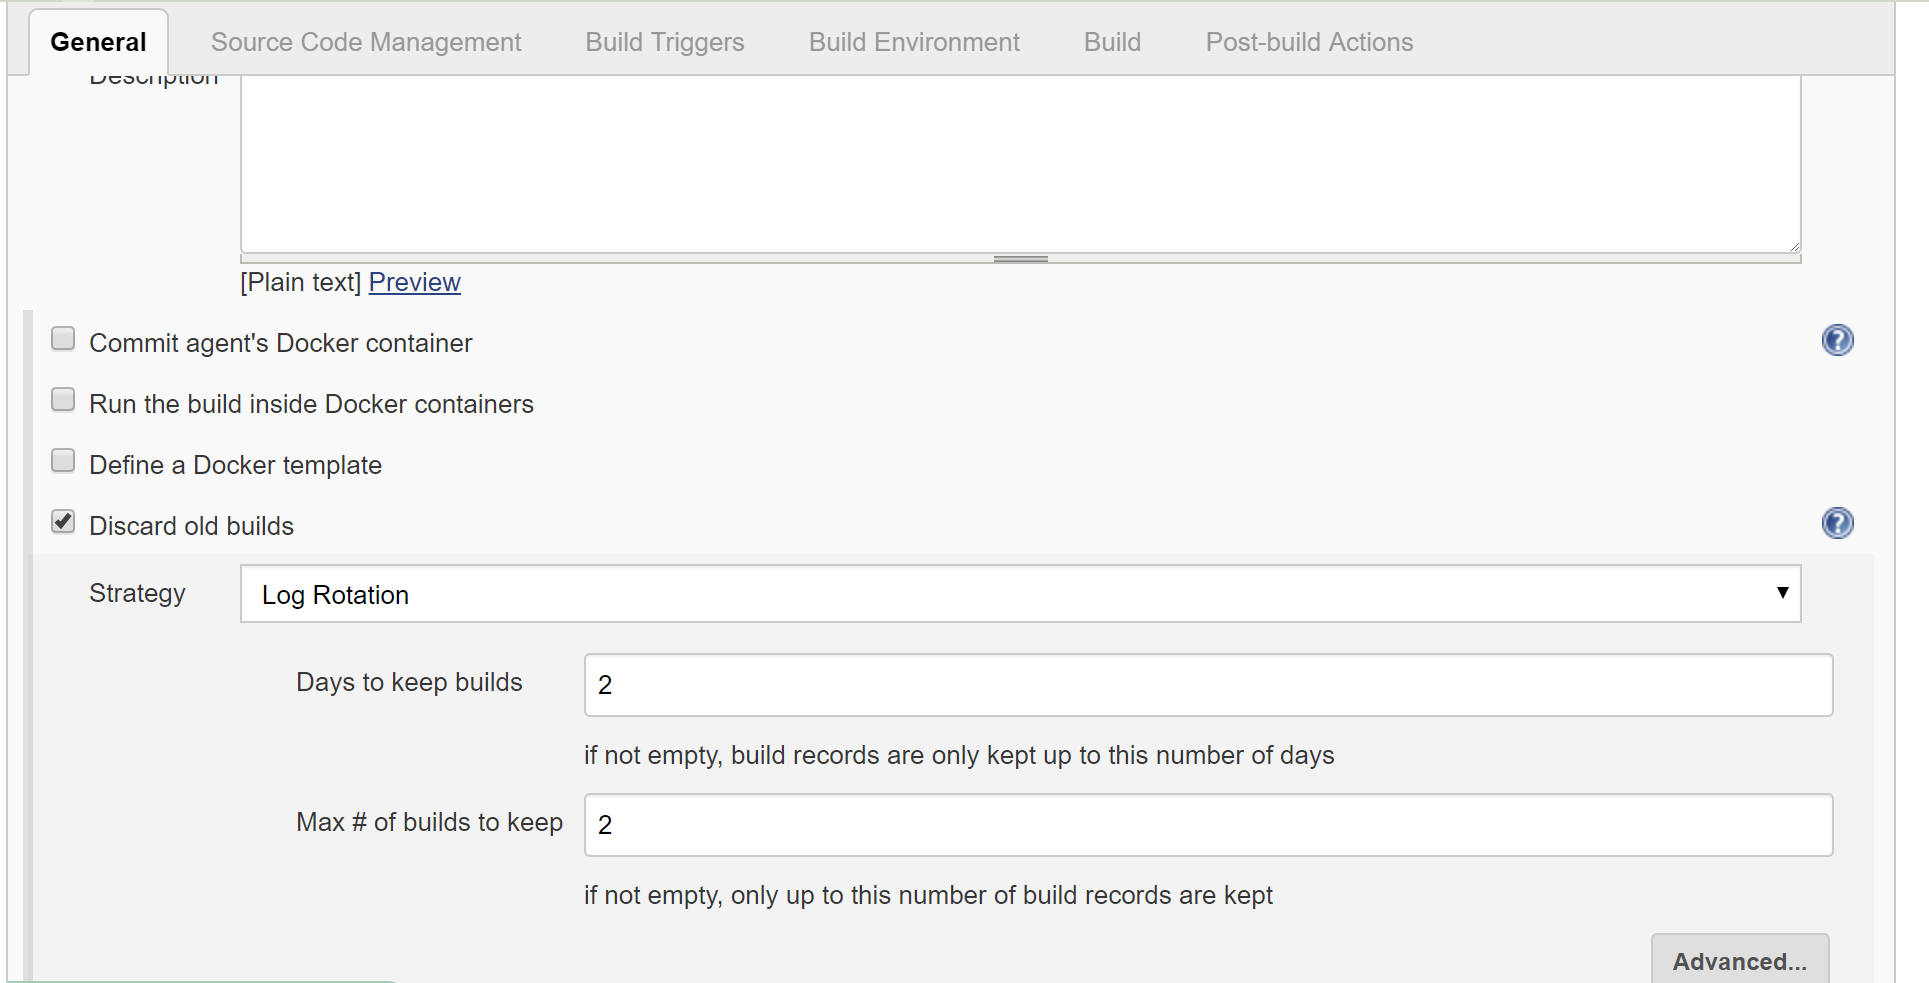 General Source Code Management Build Triggers Build Environment Build Post-build Actions
Description
[Plain text] Preview
Commit agent's Docker container
Run the build inside Docker containers
Define a Docker template
Discard old builds
Strategy Log Rotation
Days to keep builds 2
if not empty, build records are only kept up to this number of days
Max # of builds to keep 2
if not empty, only up to this number of build records are kept
Advanced...